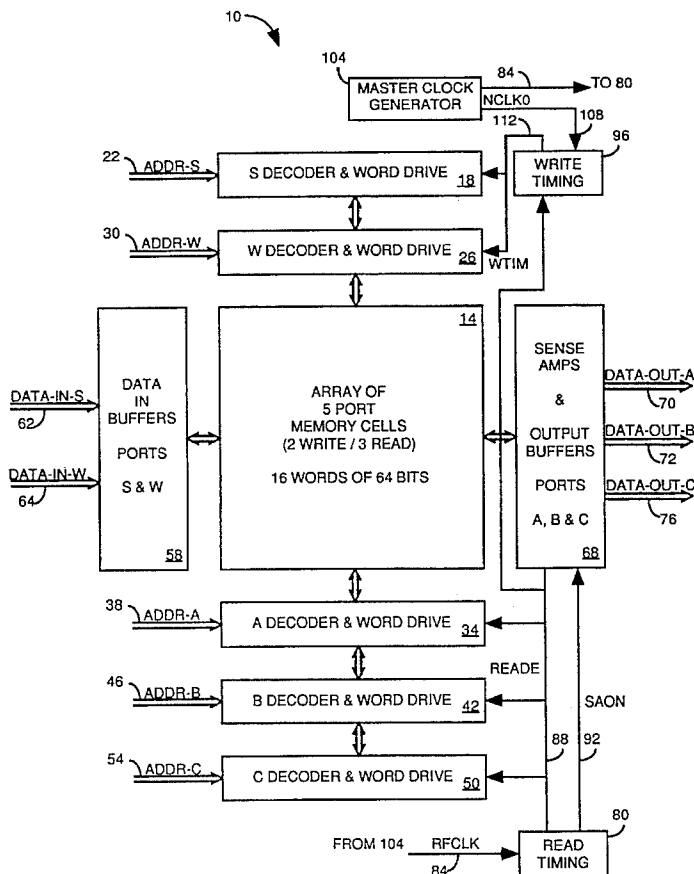 10
104
MASTER CLOCK
GENERATOR
84
TO 80
NCLK0
112
108
96
WRITE
TIMING
22
ADDR-S
S DECODER & WORD DRIVE
18
30
ADDR-W
W DECODER & WORD DRIVE
26
WTIM
14
ARRAY OF
5 PORT
MEMORY CELLS
(2 WRITE / 3 READ)
16 WORDS OF 64 BITS
DATA-IN-S
62
DATA-IN-W
64
DATA
IN
BUFFERS
PORTS
S & W
58
SENSE
AMPS
&
OUTPUT
BUFFERS
PORTS
A, B & C
68
DATA-OUT-A
70
DATA-OUT-B
72
DATA-OUT-C
76
38
ADDR-A
A DECODER & WORD DRIVE
34
READE
46
ADDR-B
B DECODER & WORD DRIVE
42
SAON
54
ADDR-C
C DECODER & WORD DRIVE
50
88
92
80
FROM 104
RFCLK
84
READ
TIMING